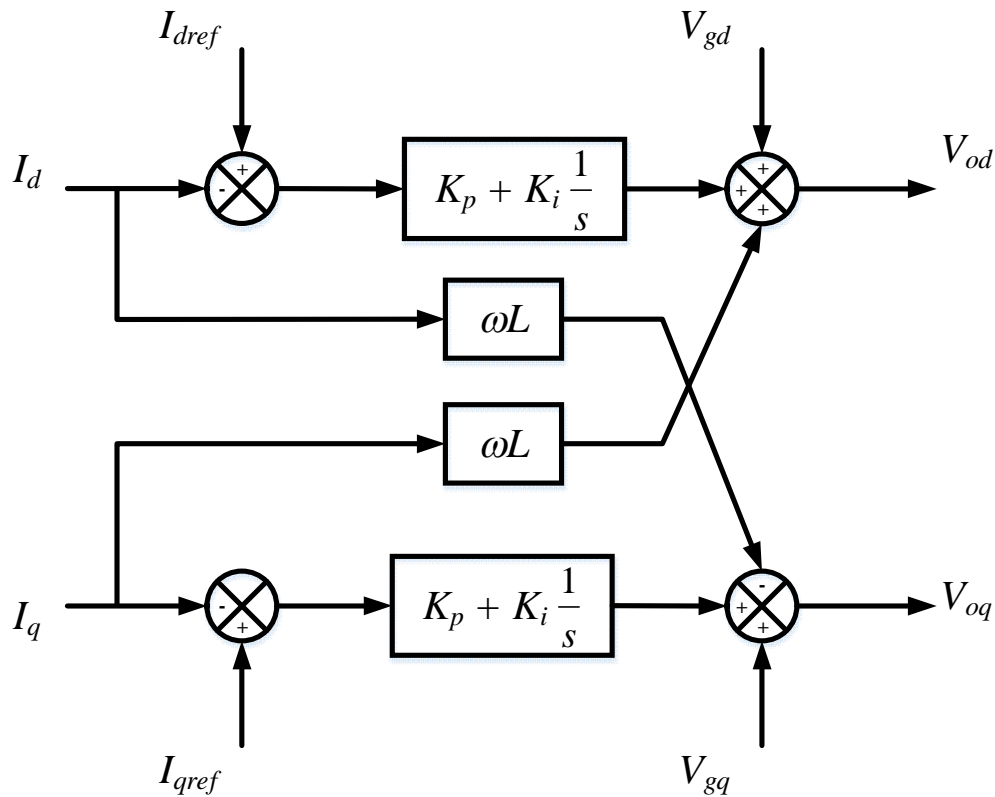 I_dref
V_gd
I_d
+
-
K_p + K_i 1/s
+
+
+
V_od
ωL
ωL
I_q
-
+
K_p + K_i 1/s
-
+
+
V_oq
I_qref
V_gq